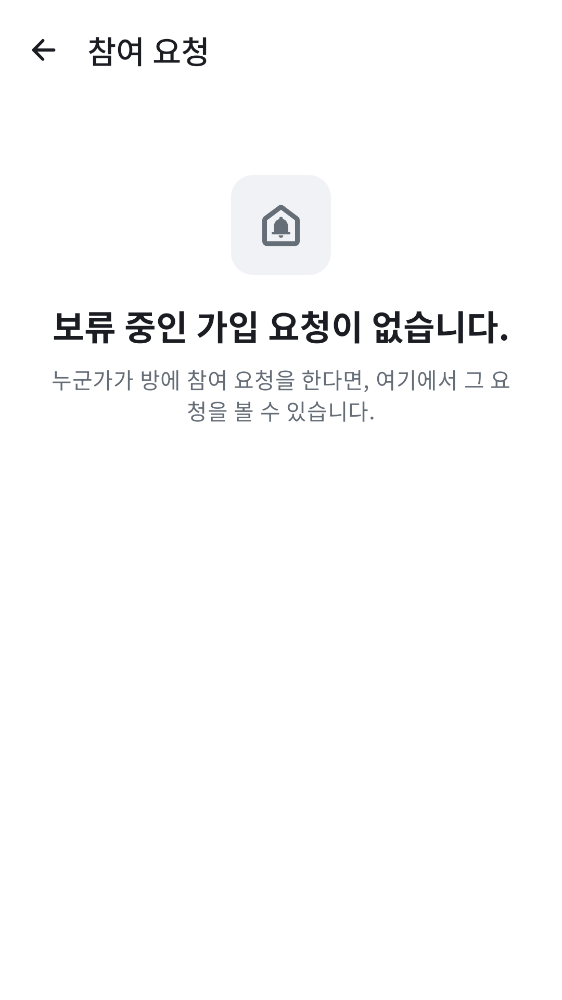 참여 요청
보류 중인 가입 요청이 없습니다.
누군가가 방에 참여 요청을 한다면, 여기에서 그 요
청을 볼 수 있습니다.